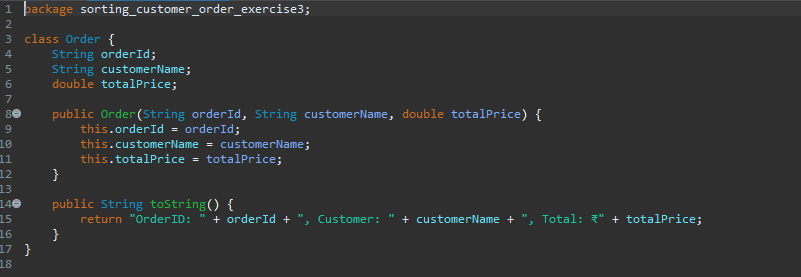 1 package sorting_customer_order_exercise3;
2
3 class Order {
4     String orderId;
5     String customerName;
6     double totalPrice;
7
8     public Order(String orderId, String customerName, double totalPrice) {
9         this.orderId = orderId;
10         this.customerName = customerName;
11         this.totalPrice = totalPrice;
12     }
13
14     public String toString() {
15         return "OrderID: " + orderId + ", Customer: " + customerName + ", Total: ₹" + totalPrice;
16     }
17 }
18